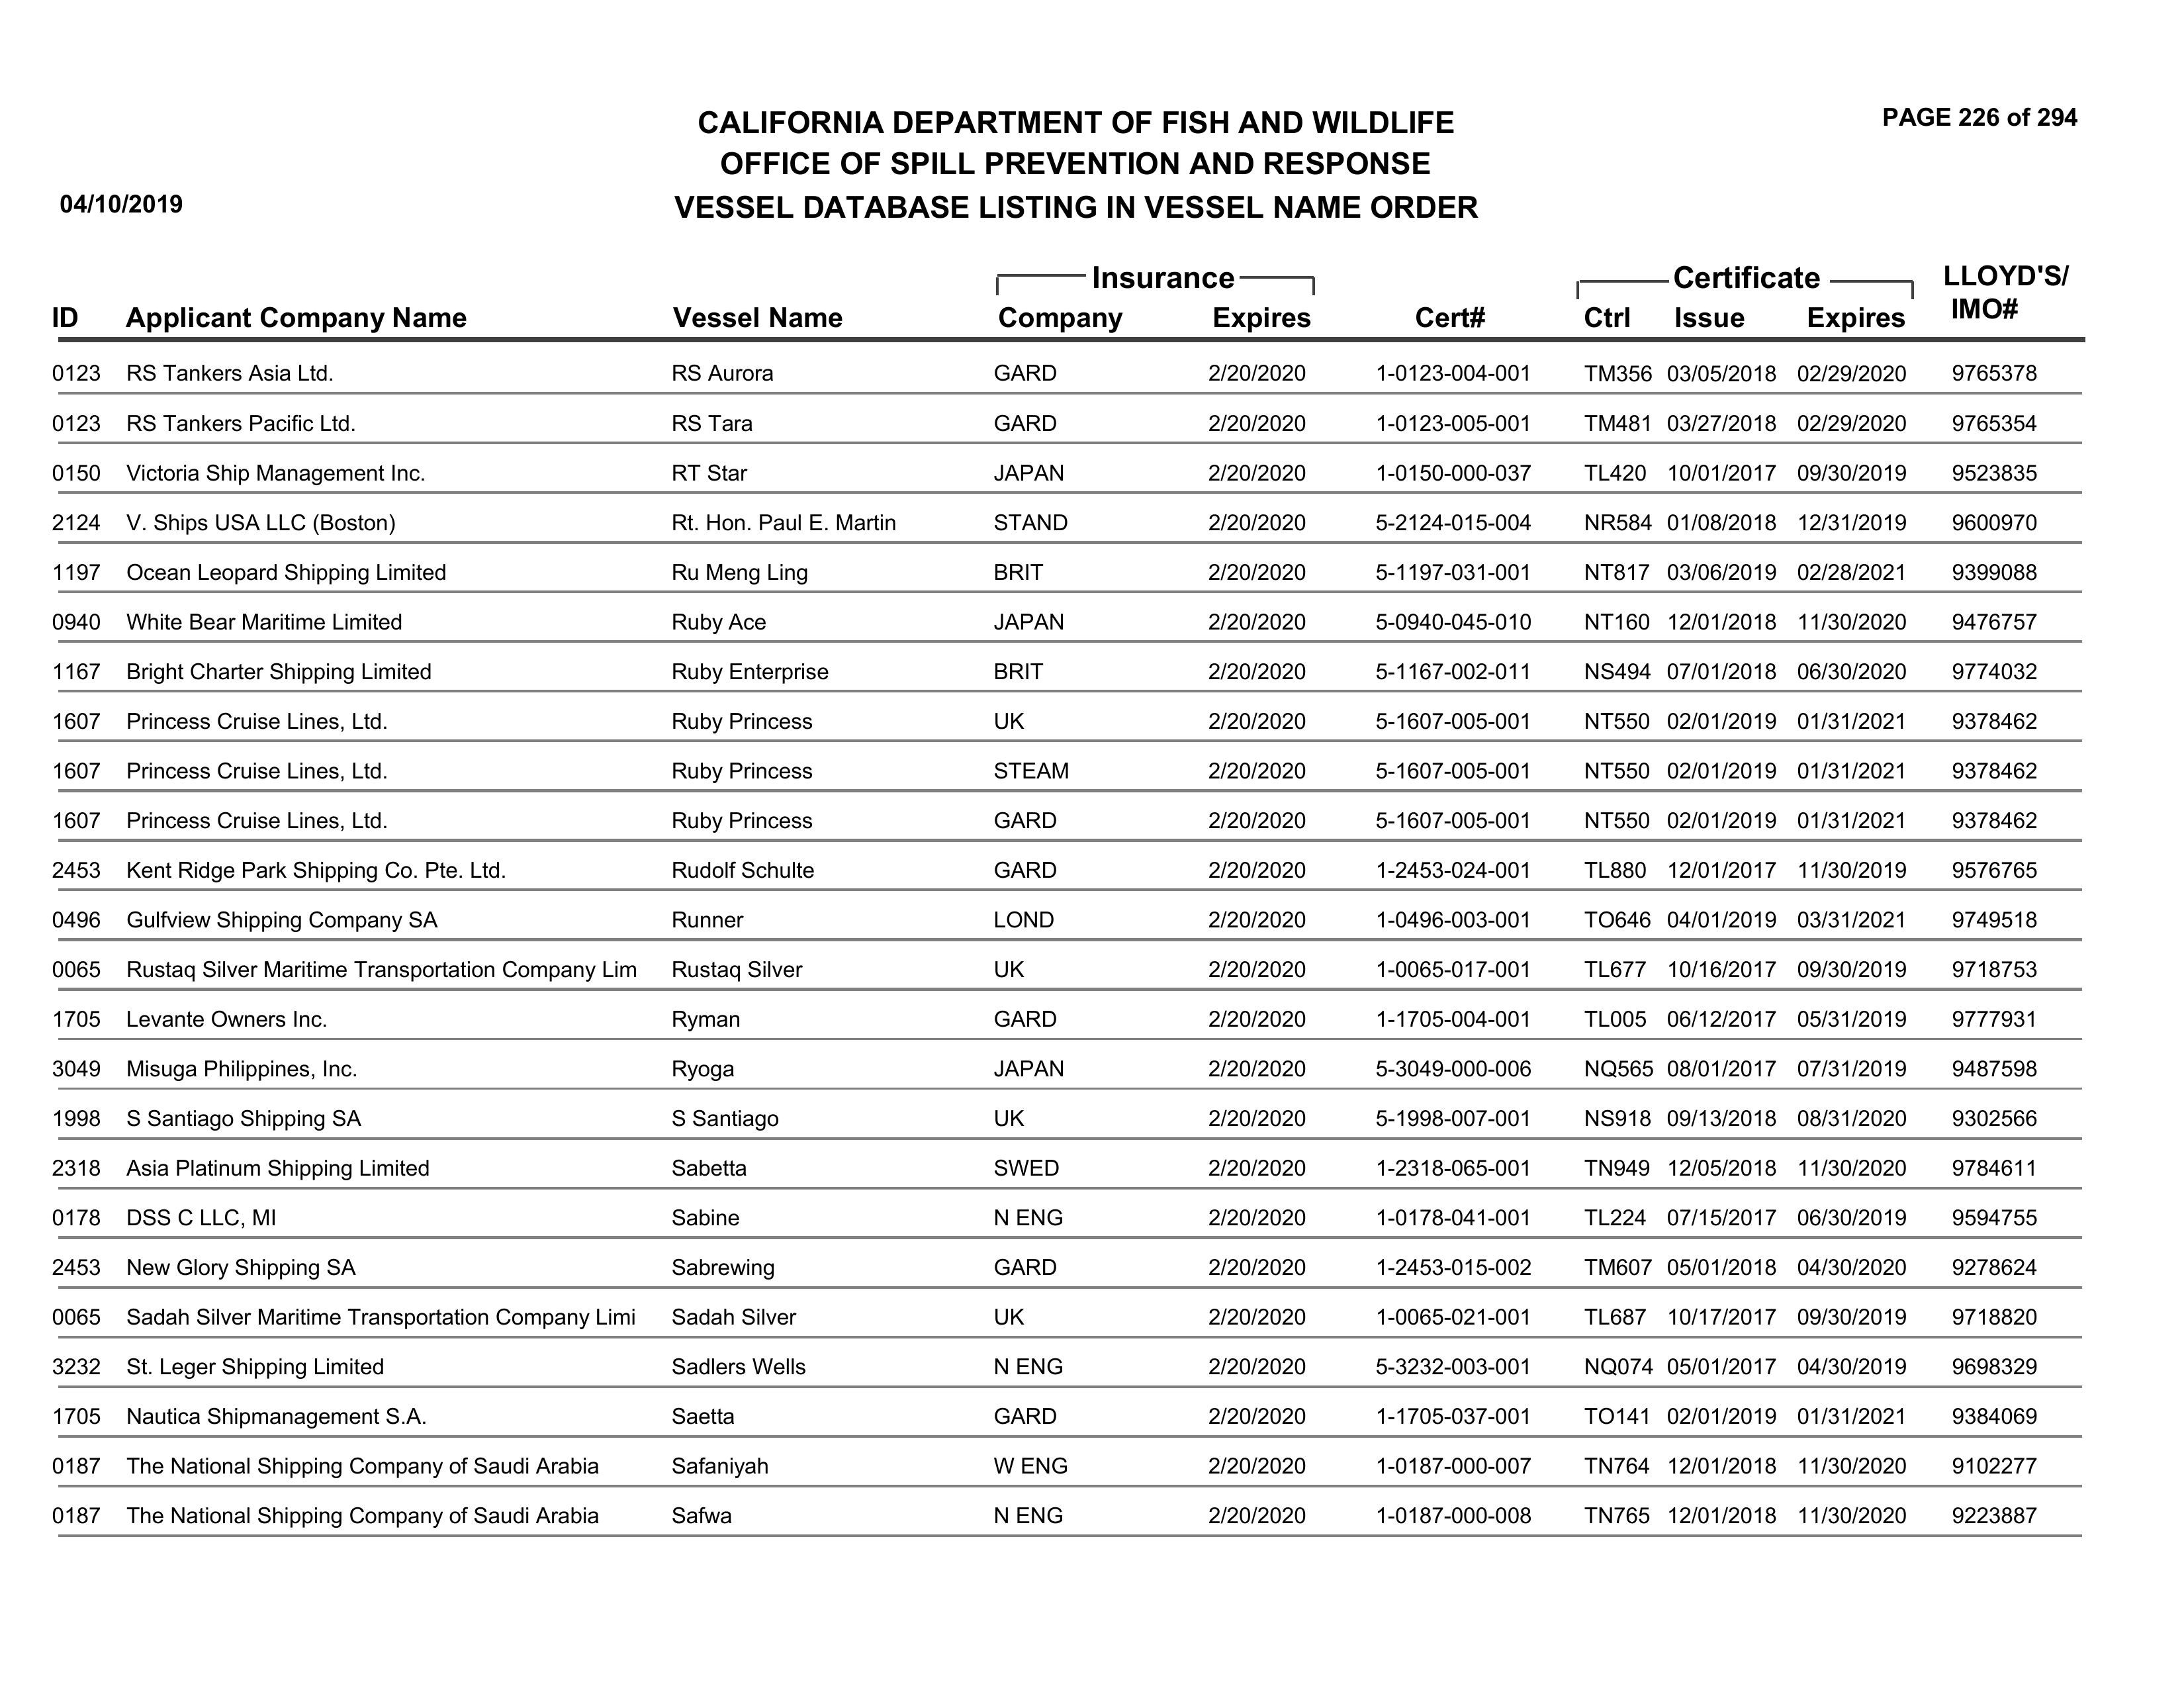 CALIFORNIA DEPARTMENT OF FISH AND WILDLIFE
PAGE 226 of 294
OFFICE OF SPILL PREVENTION AND RESPONSE
04/10/2019
VESSEL DATABASE LISTING IN VESSEL NAME ORDER
Insurance Certificate LLOYD'S/
ID Applicant Company Name Vessel Name Company Expires Cert# Ctrl Issue Expires IMO#
0123 RS Tankers Asia Ltd. RS Aurora GARD 2/20/2020 1-0123-004-001 TM356 03/05/2018 02/29/2020 9765378
0123 RS Tankers Pacific Ltd. RS Tara GARD 2/20/2020 1-0123-005-001 TM481 03/27/2018 02/29/2020 9765354
0150 Victoria Ship Management Inc. RT Star JAPAN 2/20/2020 1-0150-000-037 TL420 10/01/2017 09/30/2019 9523835
2124 V. Ships USA LLC (Boston) Rt. Hon. Paul E. Martin STAND 2/20/2020 5-2124-015-004 NR584 01/08/2018 12/31/2019 9600970
1197 Ocean Leopard Shipping Limited Ru Meng Ling BRIT 2/20/2020 5-1197-031-001 NT817 03/06/2019 02/28/2021 9399088
0940 White Bear Maritime Limited Ruby Ace JAPAN 2/20/2020 5-0940-045-010 NT160 12/01/2018 11/30/2020 9476757
1167 Bright Charter Shipping Limited Ruby Enterprise BRIT 2/20/2020 5-1167-002-011 NS494 07/01/2018 06/30/2020 9774032
1607 Princess Cruise Lines, Ltd. Ruby Princess UK 2/20/2020 5-1607-005-001 NT550 02/01/2019 01/31/2021 9378462
1607 Princess Cruise Lines, Ltd. Ruby Princess STEAM 2/20/2020 5-1607-005-001 NT550 02/01/2019 01/31/2021 9378462
1607 Princess Cruise Lines, Ltd. Ruby Princess GARD 2/20/2020 5-1607-005-001 NT550 02/01/2019 01/31/2021 9378462
2453 Kent Ridge Park Shipping Co. Pte. Ltd. Rudolf Schulte GARD 2/20/2020 1-2453-024-001 TL880 12/01/2017 11/30/2019 9576765
0496 Gulfview Shipping Company SA Runner LOND 2/20/2020 1-0496-003-001 TO646 04/01/2019 03/31/2021 9749518
0065 Rustaq Silver Maritime Transportation Company Lim Rustaq Silver UK 2/20/2020 1-0065-017-001 TL677 10/16/2017 09/30/2019 9718753
1705 Levante Owners Inc. Ryman GARD 2/20/2020 1-1705-004-001 TL005 06/12/2017 05/31/2019 9777931
3049 Misuga Philippines, Inc. Ryoga JAPAN 2/20/2020 5-3049-000-006 NQ565 08/01/2017 07/31/2019 9487598
1998 S Santiago Shipping SA S Santiago UK 2/20/2020 5-1998-007-001 NS918 09/13/2018 08/31/2020 9302566
2318 Asia Platinum Shipping Limited Sabetta SWED 2/20/2020 1-2318-065-001 TN949 12/05/2018 11/30/2020 9784611
0178 DSS C LLC, MI Sabine N ENG 2/20/2020 1-0178-041-001 TL224 07/15/2017 06/30/2019 9594755
2453 New Glory Shipping SA Sabrewing GARD 2/20/2020 1-2453-015-002 TM607 05/01/2018 04/30/2020 9278624
0065 Sadah Silver Maritime Transportation Company Limi Sadah Silver UK 2/20/2020 1-0065-021-001 TL687 10/17/2017 09/30/2019 9718820
3232 St. Leger Shipping Limited Sadlers Wells N ENG 2/20/2020 5-3232-003-001 NQ074 05/01/2017 04/30/2019 9698329
1705 Nautica Shipmanagement S.A. Saetta GARD 2/20/2020 1-1705-037-001 TO141 02/01/2019 01/31/2021 9384069
0187 The National Shipping Company of Saudi Arabia Safaniyah W ENG 2/20/2020 1-0187-000-007 TN764 12/01/2018 11/30/2020 9102277
0187 The National Shipping Company of Saudi Arabia Safwa N ENG 2/20/2020 1-0187-000-008 TN765 12/01/2018 11/30/2020 9223887